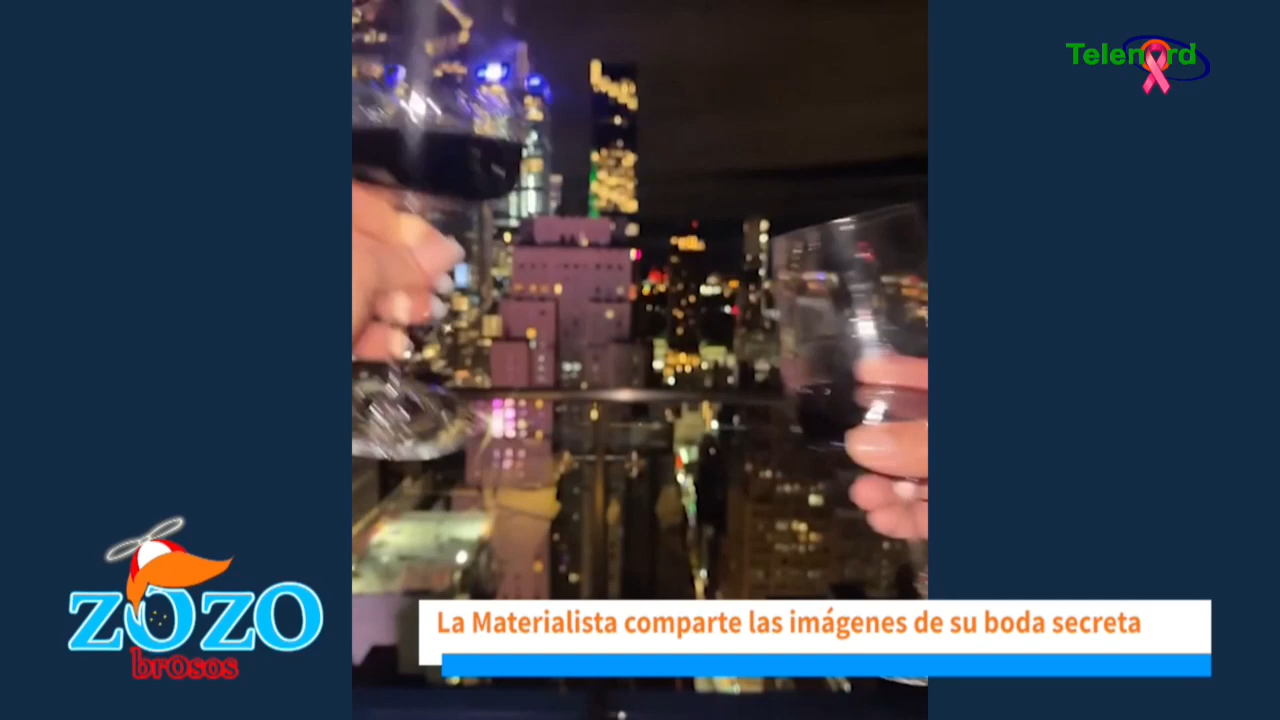 Telenord
La Materialista comparte las imágenes de su boda secreta
zozo
brosos